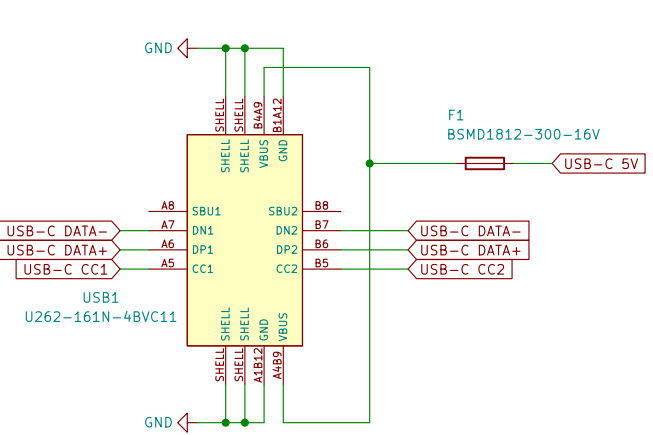 GND
SHELL
SHELL
B4A9
B1A12
SHELL
SHELL
VBUS
GND
F1
BSMD1812-300-16V
USB-C 5V
A8
SBU1
SBU2
B8
USB-C DATA-
A7
DN1
DN2
B7
USB-C DATA-
USB-C DATA+
A6
DP1
DP2
B6
USB-C DATA+
USB-C CC1
A5
CC1
CC2
B5
USB-C CC2
USB1
U262-161N-4BVC11
SHELL
SHELL
GND
VBUS
SHELL
SHELL
A1B12
A4B9
GND